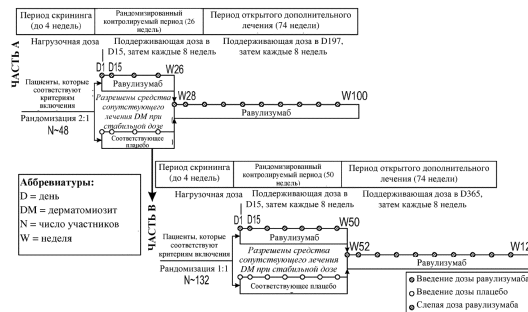 Период скрининга
(до 4 недель)
Рандомизированный
контролируемый период (26
недель)
Период открытого дополнительного
лечения (74 недель)
Нагрузочная доза
Поддерживающая доза в
D15, затем каждые 8 недель
Поддерживающая доза в D197,
затем каждые 8 недель
ЧАСТЬ A
D1 D15
W26
Пациенты, которые
соответствуют
критериям
включения
Равулизумаб
Разрешены средства
сопутствующего
лечения DM при
стабильной дозе
W28
W100
Равулизумаб
Рандомизация 2:1
N~48
Соответствующее
плацебо
Период скрининга
(до 4 недель)
Рандомизированный
контролируемый период (50
недель)
Период открытого дополнительного
лечения (74 недели)
Нагрузочная доза
Поддерживающая доза в
D15, затем каждые 8 недель
Поддерживающая доза в D365,
затем каждые 8 недель
Аббревиатуры:
D = день
DM = дерматомиозит
N = число участников
W = неделя
ЧАСТЬ B
D1 D15
W50
Пациенты, которые
соответствуют
критериям включения
Равулизумаб
Разрешены средства
сопутствующего лечения
DM при стабильной дозе
W52
W12
Равулизумаб
Рандомизация 1:1
N~132
Соответствующее плацебо
Введение дозы равулизумаба
Введение дозы плацебо
Слепая доза равулизумаба